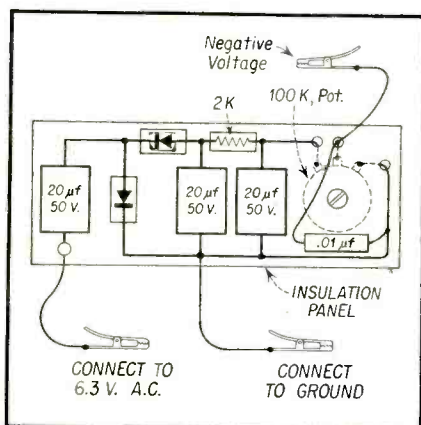 Negative
Voltage
100 K, Pot.
2 K
20 µf
50 V.
20 µf
50 V.
20 µf
50 V.
.01 µf
INSULATION
PANEL
CONNECT TO
6.3 V. A.C.
CONNECT
TO GROUND